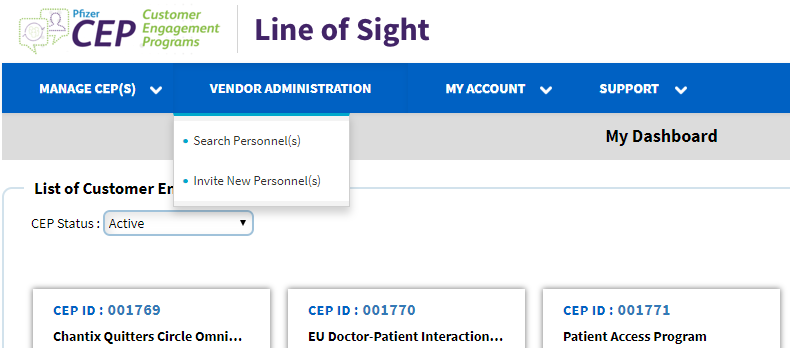 Pfizer
CEP
Customer
Engagement
Programs
Line of Sight
MANAGE CEP(S) VENDOR ADMINISTRATION MY ACCOUNT SUPPORT
Search Personnel(s)
Invite New Personnel(s)
My Dashboard
List of Customer En
CEP Status : Active
CEP ID : 001769 CEP ID : 001770 CEP ID : 001771
Chantix Quitters Circle Omni... EU Doctor-Patient Interaction... Patient Access Program